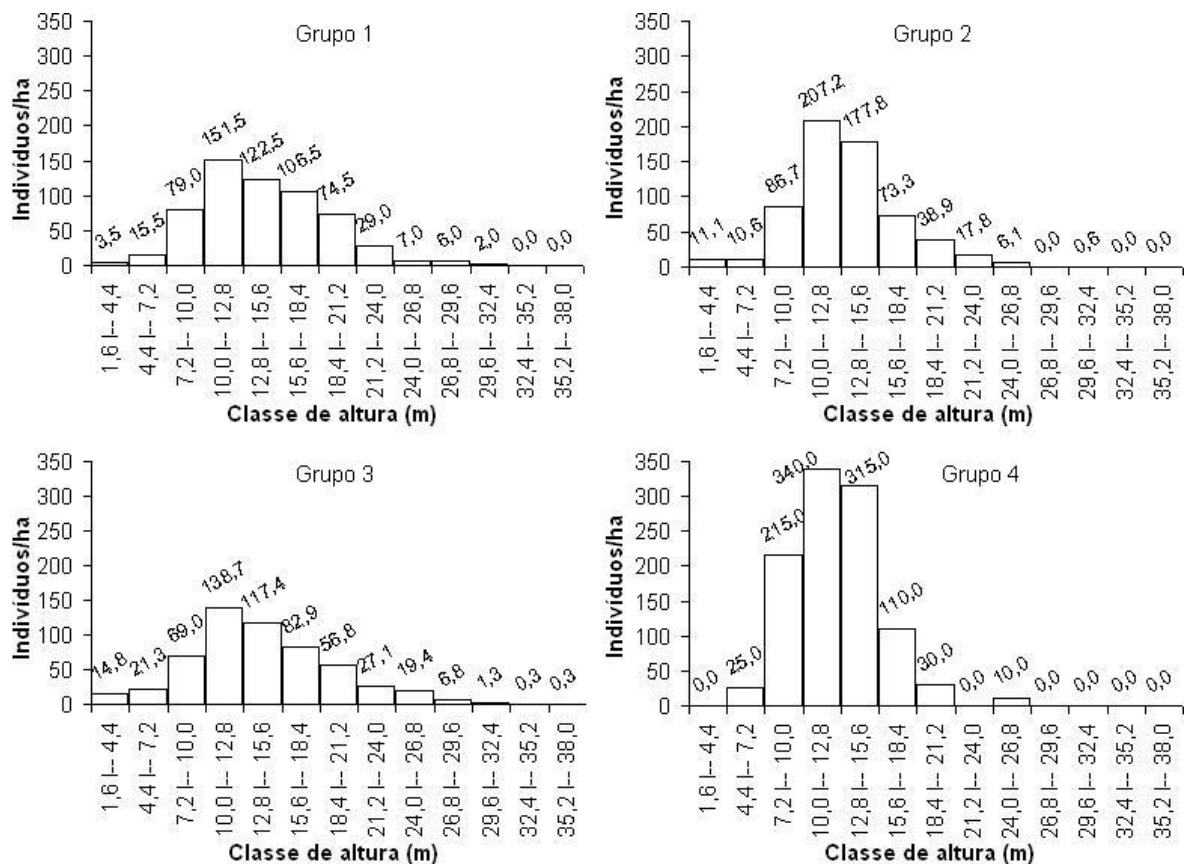 Grupo 1
Indivíduos/ha
350
300
250
200
150
100
50
0
3,5
15,5
79,0
151,5
122,5
106,5
74,5
29,0
7,0
6,0
2,0
0,0
0,0
1,6 I-- 4,4
4,4 I-- 7,2
7,2 I-- 10,0
10,0 I-- 12,8
12,8 I-- 15,6
15,6 I-- 18,4
18,4 I-- 21,2
21,2 I-- 24,0
24,0 I-- 26,8
26,8 I-- 29,6
29,6 I-- 32,4
32,4 I-- 35,2
35,2 I-- 38,0
Classe de altura (m)
Grupo 2
Indivíduos/ha
350
300
250
200
150
100
50
0
11,1
10,6
86,7
207,2
177,8
73,3
38,9
17,8
6,1
0,0
0,6
0,0
0,0
1,6 I-- 4,4
4,4 I-- 7,2
7,2 I-- 10,0
10,0 I-- 12,8
12,8 I-- 15,6
15,6 I-- 18,4
18,4 I-- 21,2
21,2 I-- 24,0
24,0 I-- 26,8
26,8 I-- 29,6
29,6 I-- 32,4
32,4 I-- 35,2
35,2 I-- 38,0
Classe de altura (m)
Grupo 3
Indivíduos/ha
350
300
250
200
150
100
50
0
14,8
21,3
69,0
138,7
117,4
82,9
56,8
27,1
19,4
6,8
1,3
0,3
0,3
1,6 I-- 4,4
4,4 I-- 7,2
7,2 I-- 10,0
10,0 I-- 12,8
12,8 I-- 15,6
15,6 I-- 18,4
18,4 I-- 21,2
21,2 I-- 24,0
24,0 I-- 26,8
26,8 I-- 29,6
29,6 I-- 32,4
32,4 I-- 35,2
35,2 I-- 38,0
Classe de altura (m)
Grupo 4
Indivíduos/ha
350
300
250
200
150
100
50
0
0,0
25,0
215,0
340,0
315,0
110,0
30,0
0,0
10,0
0,0
0,0
0,0
0,0
1,6 I-- 4,4
4,4 I-- 7,2
7,2 I-- 10,0
10,0 I-- 12,8
12,8 I-- 15,6
15,6 I-- 18,4
18,4 I-- 21,2
21,2 I-- 24,0
24,0 I-- 26,8
26,8 I-- 29,6
29,6 I-- 32,4
32,4 I-- 35,2
35,2 I-- 38,0
Classe de altura (m)